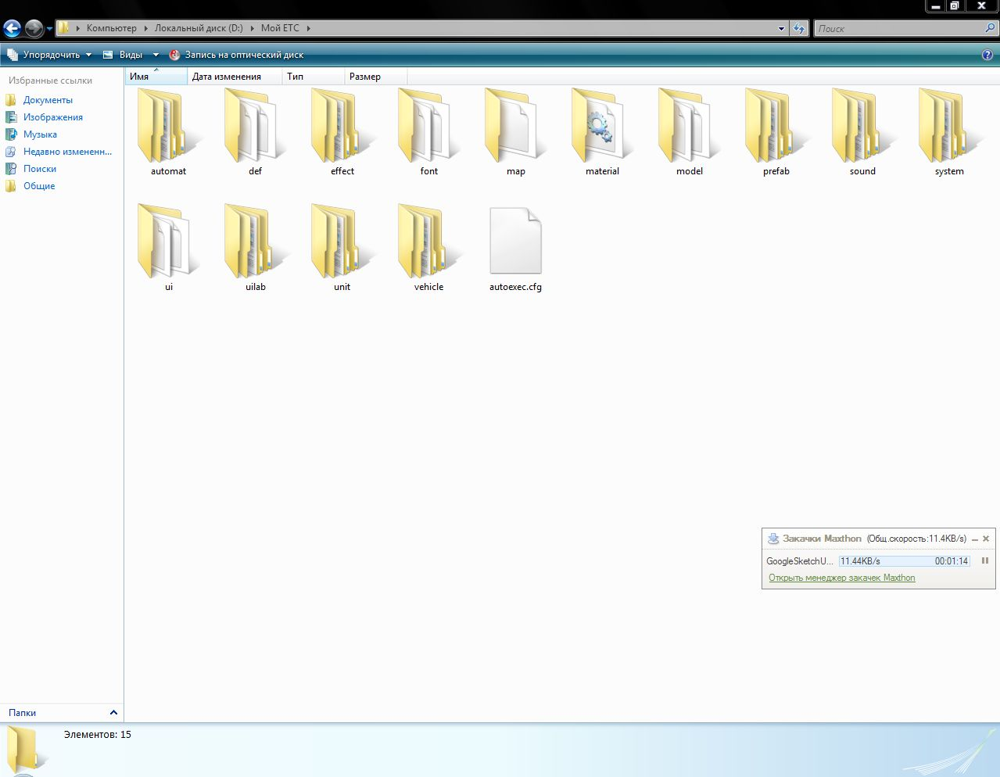 Компьютер Локальный диск (D:) Мой ETC
Поиск
Упорядочить Виды Запись на оптический диск
Избранные ссылки
Документы
Изображения
Музыка
Недавно измененн...
Поиски
Общие
Имя Дата изменения Тип Размер
automat def effect font map material model prefab sound system
ui uilab unit vehicle autoexec.cfg
Закачки Maxthon (Общ.скорость:11.4KB/s)
GoogleSketchU... 11.44KB/s 00:01:14
Открыть менеджер закачек Maxthon
Папки
Элементов: 15